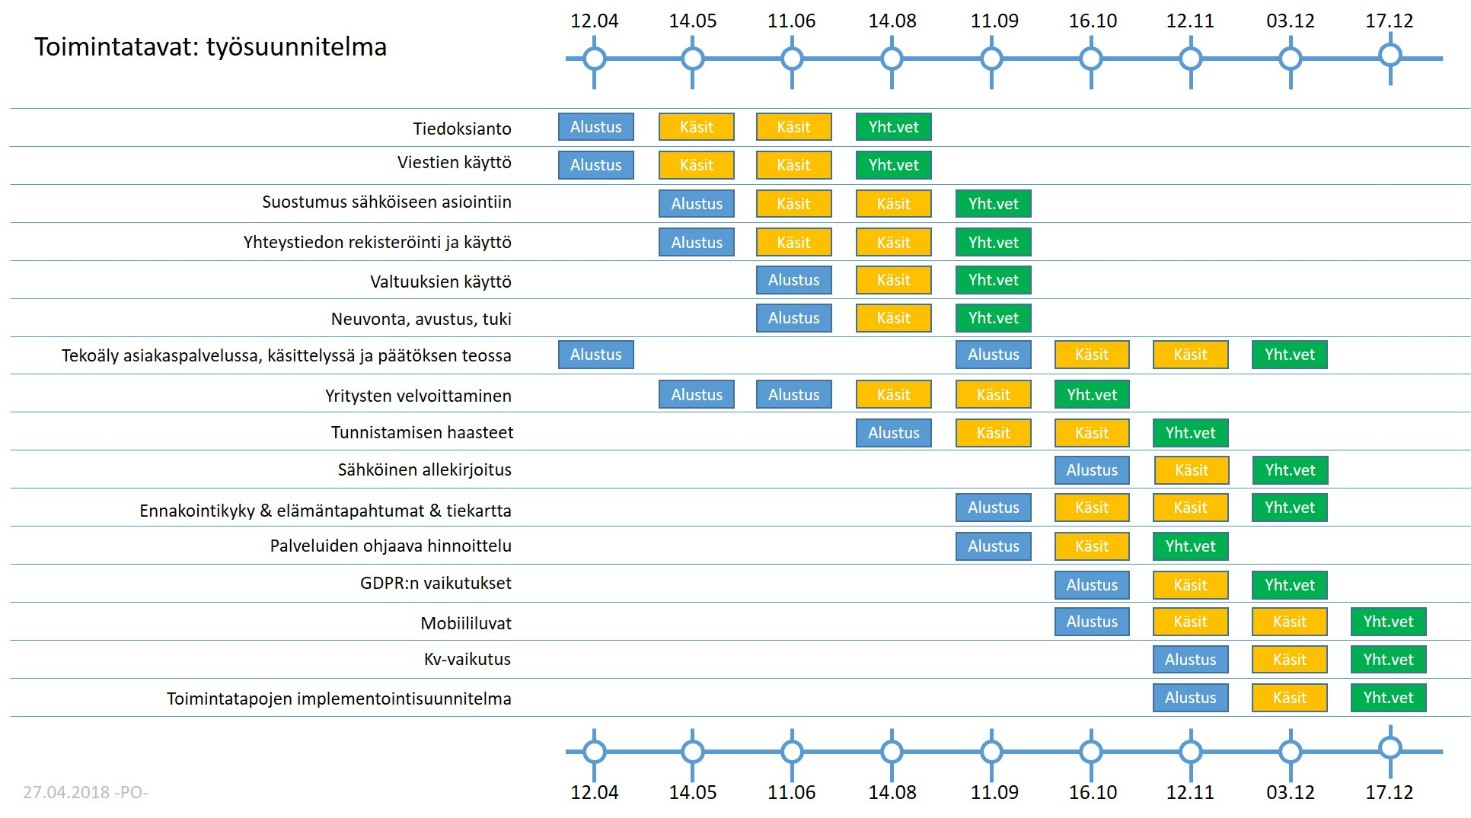 12.04 14.05 11.06 14.08 11.09 16.10 12.11 03.12 17.12
Toimintatavat: työsuunnitelma
Tiedoksianto Alustus Käsit Käsit Yht.vet
Viestien käyttö Alustus Käsit Käsit Yht.vet
Suostumus sähköiseen asiointiin Alustus Käsit Käsit Yht.vet
Yhteystiedon rekisteröinti ja käyttö Alustus Käsit Käsit Yht.vet
Valtuuksien käyttö Alustus Käsit Yht.vet
Neuvonta, avustus, tuki Alustus Käsit Yht.vet
Tekoäly asiakaspalvelussa, käsittelyssä ja päätöksen teossa Alustus Alustus Käsit Käsit Yht.vet
Yritysten velvoittaminen Alustus Alustus Käsit Käsit Yht.vet
Tunnistamisen haasteet Alustus Käsit Käsit Yht.vet
Sähköinen allekirjoitus Alustus Käsit Yht.vet
Ennakointikyky & elämäntapahtumat & tiekartta Alustus Käsit Käsit Yht.vet
Palveluiden ohjaava hinnoittelu Alustus Käsit Yht.vet
GDPR:n vaikutukset Alustus Käsit Yht.vet
Mobiililuvat Alustus Käsit Käsit Yht.vet
Kv-vaikutus Alustus Käsit Yht.vet
Toimintatapojen implementointisuunnitelma Alustus Käsit Yht.vet
27.04.2018 -PO- 12.04 14.05 11.06 14.08 11.09 16.10 12.11 03.12 17.12